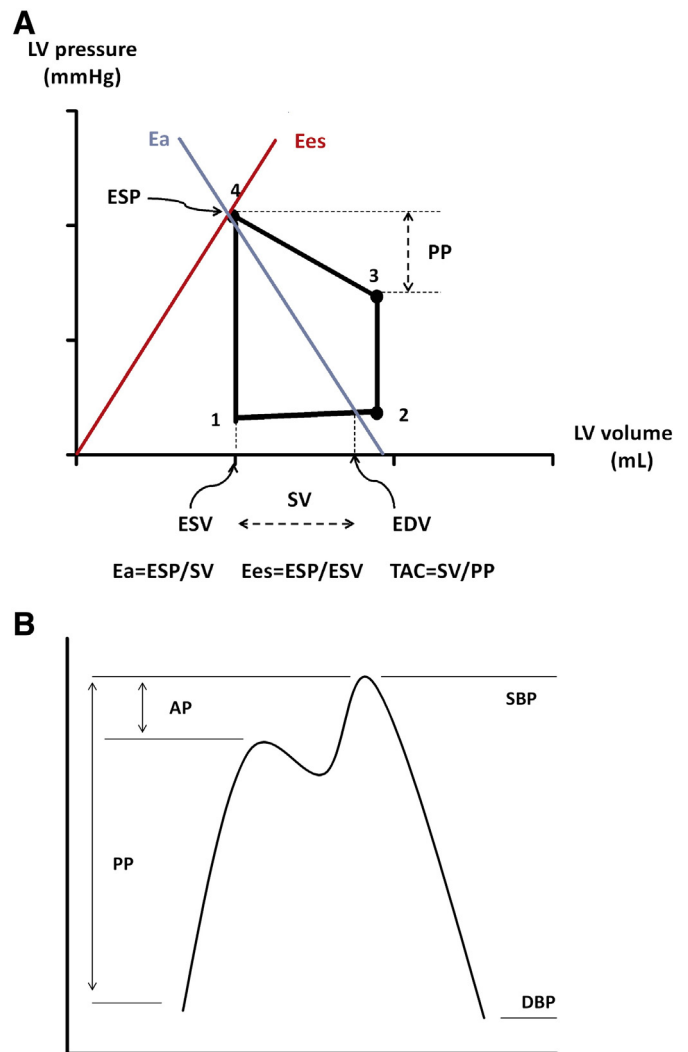 A
LV pressure
(mmHg)
Ea
Ees
4
ESP
PP
3
1
2
LV volume
(mL)
SV
ESV
EDV
Ea=ESP/SV Ees=ESP/ESV TAC=SV/PP
B
AP
SBP
PP
DBP